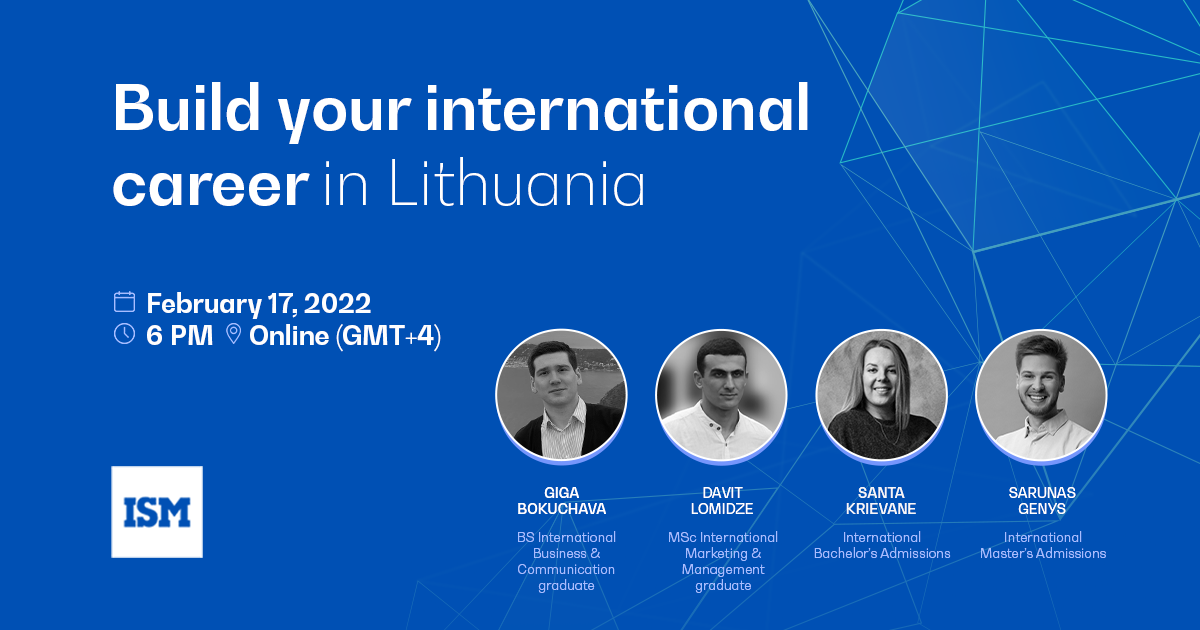 Build your international
career in Lithuania
February 17, 2022
6 PM Online (GMT+4)
ISM
GIGA
BOKUCHAVA
BS International
Business &
Communication
graduate
DAVIT
LOMIDZE
MSc International
Marketing &
Management
graduate
SANTA
KRIEVANE
International
Bachelor's Admissions
SARUNAS
GENYS
International
Master's Admissions